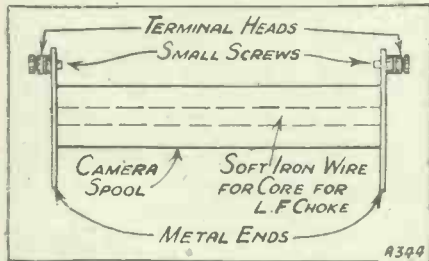 TERMINAL HEADS
SMALL SCREWS
CAMERA
SPOOL
SOFT IRON WIRE
FOR CORE FOR
L.F CHOKE
METAL ENDS
A344